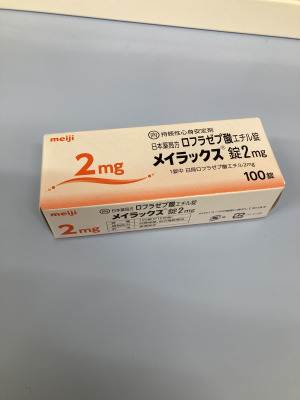 meiji
向 持続性心身安定剤
日本薬局方 ロフラゼプ酸エチル錠
メイラックス®錠2mg
1錠中 日局ロフラゼプ酸エチル2mg
2mg
100錠
meiji
2mg
日本薬局方 ロフラゼプ酸エチル錠
メイラックス®錠2mg